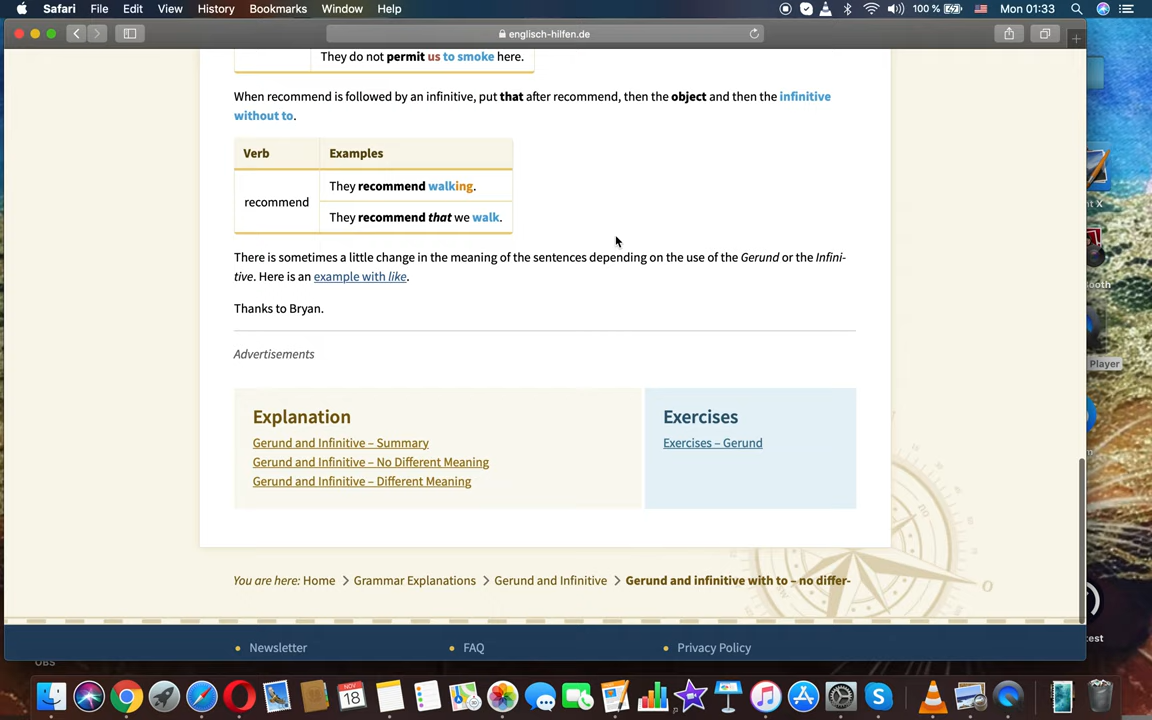 Safari File Edit View History Bookmarks Window Help 100 % Mon 01:33
englisch-hilfen.de
They do not permit us to smoke here.
When recommend is followed by an infinitive, put that after recommend, then the object and then the infinitive
without to.
Verb Examples
recommend
They recommend walking.
They recommend that we walk.
There is sometimes a little change in the meaning of the sentences depending on the use of the Gerund or the Infini-
tive. Here is an example with like.
Thanks to Bryan.
Advertisements
Explanation
Gerund and Infinitive – Summary
Gerund and Infinitive – No Different Meaning
Gerund and Infinitive – Different Meaning
Exercises
Exercises – Gerund
You are here: Home > Grammar Explanations > Gerund and Infinitive > Gerund and infinitive with to – no differ-
• Newsletter • FAQ • Privacy Policy
Player
OBS
NOV
18